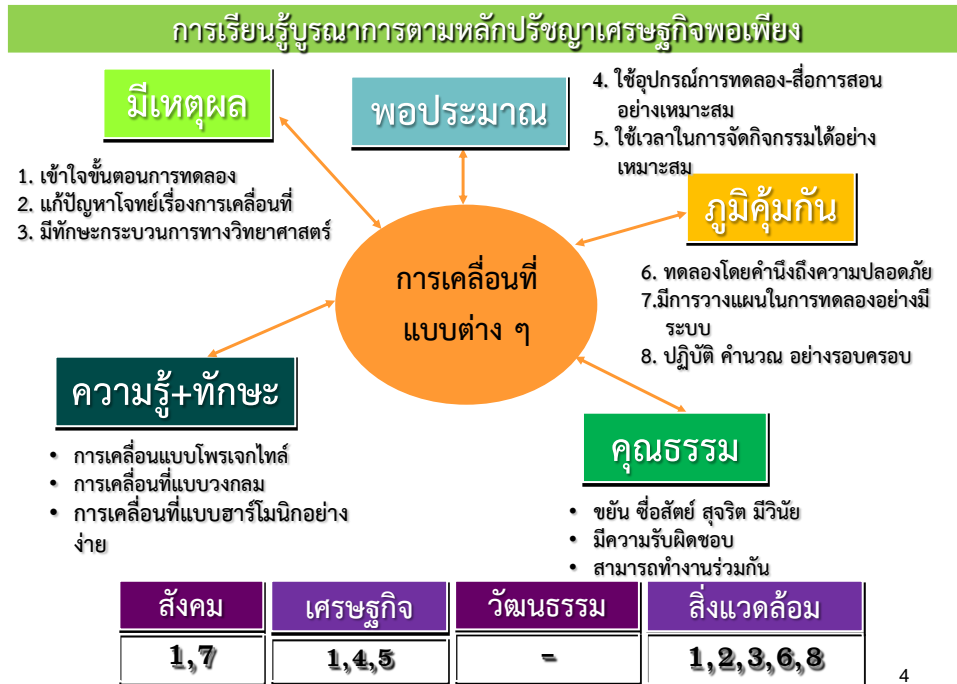 การเรียนรู้บูรณาการตามหลักปรัชญาเศรษฐกิจพอเพียง
มีเหตุผล
1. เข้าใจขั้นตอนการทดลอง
2. แก้ปัญหาโจทย์เรื่องการเคลื่อนที่
3. มีทักษะกระบวนการทางวิทยาศาสตร์
พอประมาณ
4. ใช้อุปกรณ์การทดลอง-สื่อการสอน
อย่างเหมาะสม
5. ใช้เวลาในการจัดกิจกรรมได้อย่าง
เหมาะสม
ภูมิคุ้มกัน
6. ทดลองโดยคำนึงถึงความปลอดภัย
7.มีการวางแผนในการทดลองอย่างมี
ระบบ
8. ปฏิบัติ คำนวณ อย่างรอบครอบ
การเคลื่อนที่
แบบต่าง ๆ
ความรู้+ทักษะ
• การเคลื่อนแบบโพรเจกไทล์
• การเคลื่อนที่แบบวงกลม
• การเคลื่อนที่แบบฮาร์โมนิกอย่าง
ง่าย
คุณธรรม
• ขยัน ซื่อสัตย์ สุจริต มีวินัย
• มีความรับผิดชอบ
• สามารถทำงานร่วมกัน
สังคม เศรษฐกิจ วัฒนธรรม สิ่งแวดล้อม
1,7 1,4,5 - 1,2,3,6,8
4